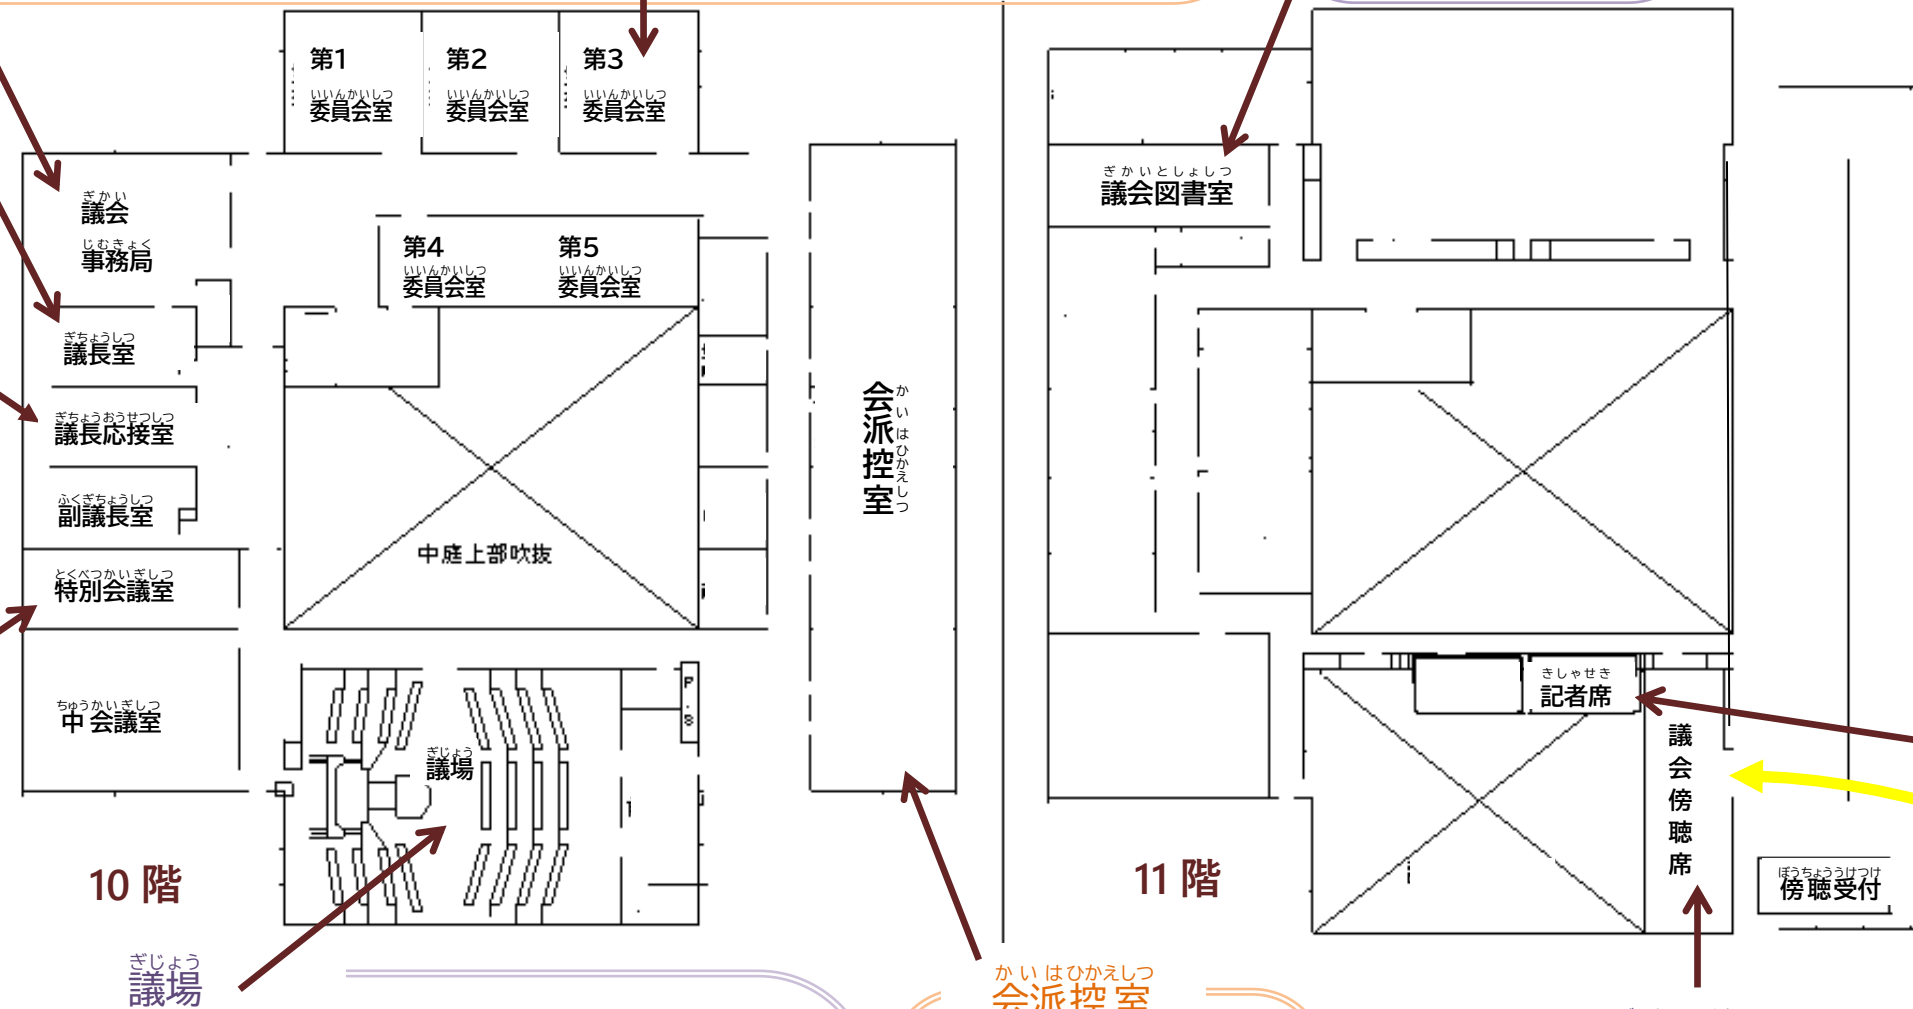 第1
いいんかいしつ
委員会室
第2
いいんかいしつ
委員会室
第3
いいんかいしつ
委員会室
ぎかい
議会
じむきょく
事務局
第4
いいんかいしつ
委員会室
第5
いいんかいしつ
委員会室
ぎちょうしつ
議長室
ぎちょうおうせつしつ
議長応接室
ふくぎちょうしつ
副議長室
とくべつかいぎしつ
特別会議室
ちゅうかいぎしつ
中会議室
中庭上部吹抜
かいはひかえしつ
会派控室
P.S
ぎじょう
議場
10階
ぎじょう
議場
かいはひかえしつ
会派控室
ぎかいとしょしつ
議会図書室
きしゃせき
記者席
議会傍聴席
ぼうちょううけつけ
傍聴受付
11階